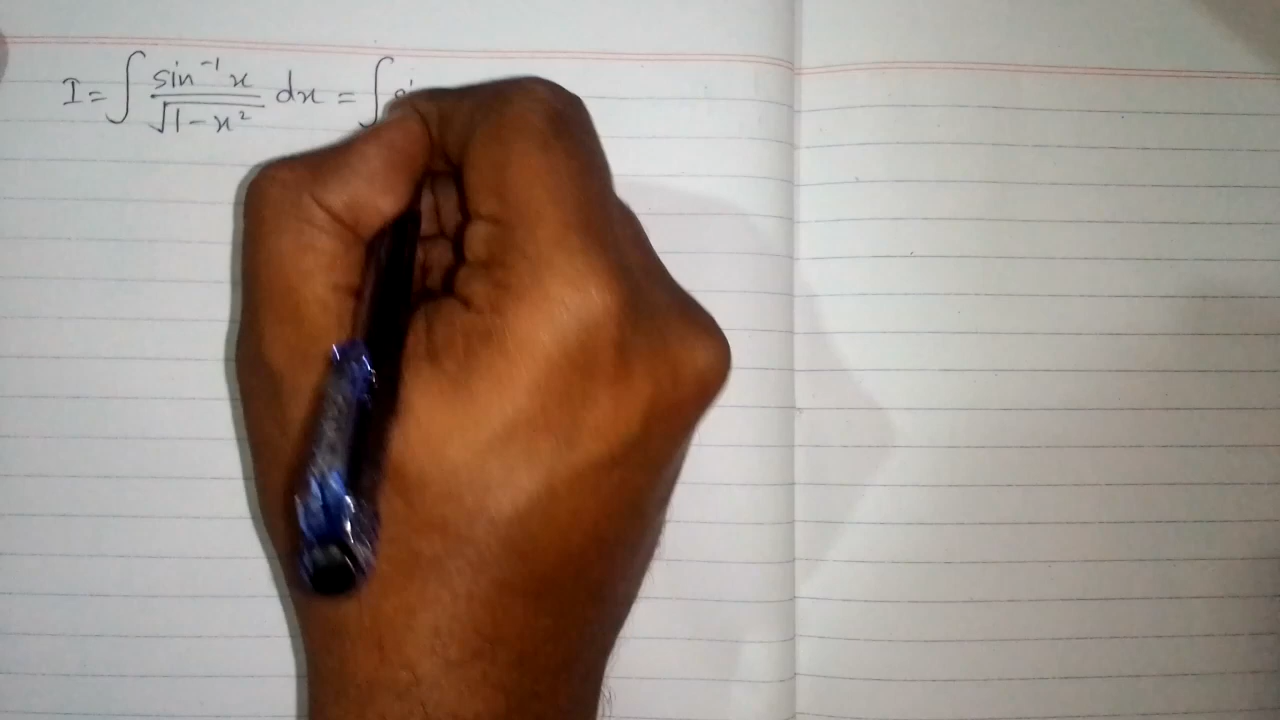 I = ∫ sin⁻¹x / √(1-x²) dx = ∫